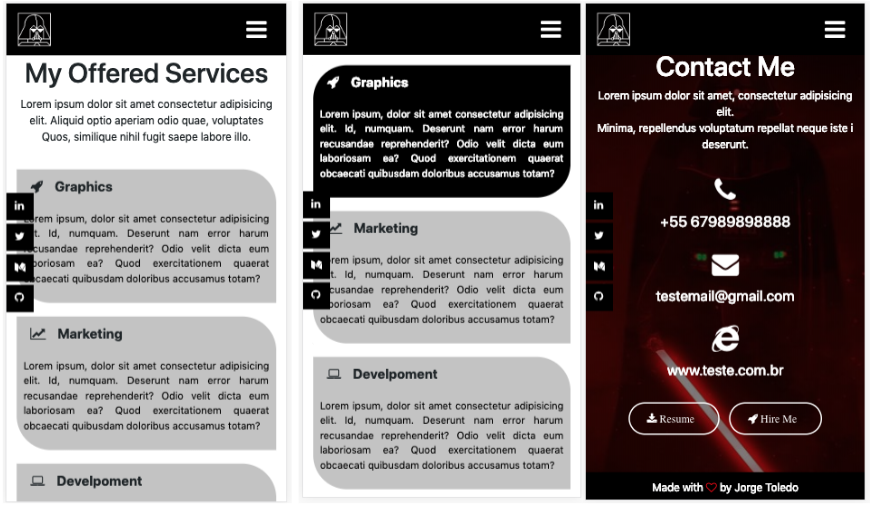 My Offered Services
Lorem ipsum dolor sit amet consectetur adipisicing
elit. Aliquid optio aperiam odio quae, voluptates
Quos, similique nihil fugit saepe labore illo.
Graphics
Lorem ipsum, dolor sit amet consectetur adipisicing
elit. Id, numquam. Deserunt nam error harum
recusandae reprehenderit? Odio velit dicta eum
laboriosam ea? Quod exercitationem quaerat
obcaecati quibusdam doloribus accusamus totam?
Marketing
Lorem ipsum, dolor sit amet consectetur adipisicing
elit. Id, numquam. Deserunt nam error harum
recusandae reprehenderit? Odio velit dicta eum
laboriosam ea? Quod exercitationem quaerat
obcaecati quibusdam doloribus accusamus totam?
Develpoment
in
Graphics
Lorem ipsum, dolor sit amet consectetur adipisicing
elit. Id, numquam. Deserunt nam error harum
recusandae reprehenderit? Odio velit dicta eum
laboriosam ea? Quod exercitationem quaerat
obcaecati quibusdam doloribus accusamus totam?
Marketing
Lorem ipsum, dolor sit amet consectetur adipisicing
elit. Id, numquam. Deserunt nam error harum
recusandae reprehenderit? Odio velit dicta eum
laboriosam ea? Quod exercitationem quaerat
obcaecati quibusdam doloribus accusamus totam?
Develpoment
Lorem ipsum, dolor sit amet consectetur adipisicing
elit. Id, numquam. Deserunt nam error harum
recusandae reprehenderit? Odio velit dicta eum
laboriosam ea? Quod exercitationem quaerat
obcaecati quibusdam doloribus accusamus totam?
in
Contact Me
Lorem ipsum dolor sit amet, consectetur adipisicing
elit.
Minima, repellendus voluptatum repellat neque iste i
deserunt.
in
+55 67989898888
testemail@gmail.com
www.teste.com.br
Resume
Hire Me
Made with ♡ by Jorge Toledo